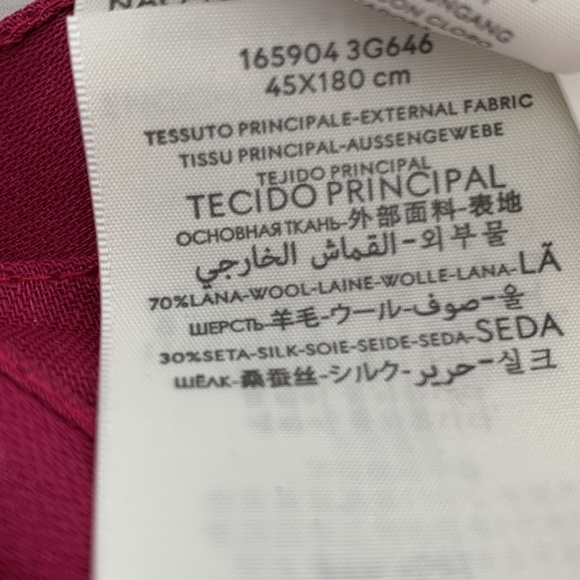 165904 3G646
45X180 cm
TESSUTO PRINCIPALE-EXTERNAL FABRIC
TISSU PRINCIPAL-AUSSENGEWEBE
TEJIDO PRINCIPAL
TECIDO PRINCIPAL
ОСНОВНАЯ ТКАНЬ-外部面料-表地
القماش الخارجي-외부물
70%LANA-WOOL-LAINE-WOLLE-LANA-LÃ
ШЕРСТЬ-羊毛-ウール-صوف-울
30%SETA-SILK-SOIE-SEIDE-SEDA-SEDA
ШЕЛК-桑蚕丝-シルク-حرير-실크